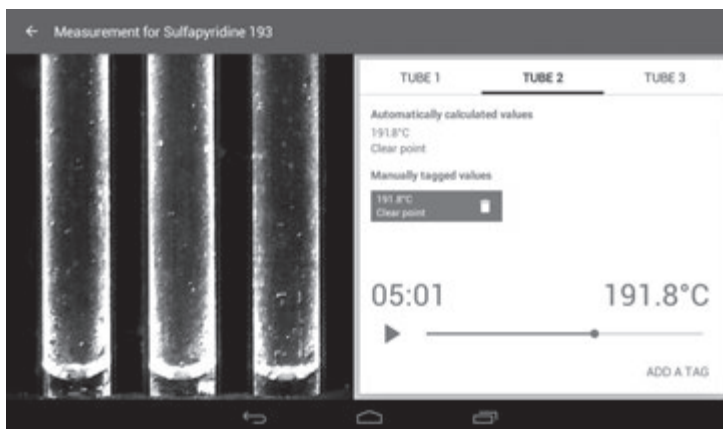 Measurement for Sulfapyridine 193
TUBE 1 TUBE 2 TUBE 3
Automatically calculated values
191.8°C
Clear point
Manually tagged values
191.8°C
Clear point
05:01 191.8°C
ADD A TAG